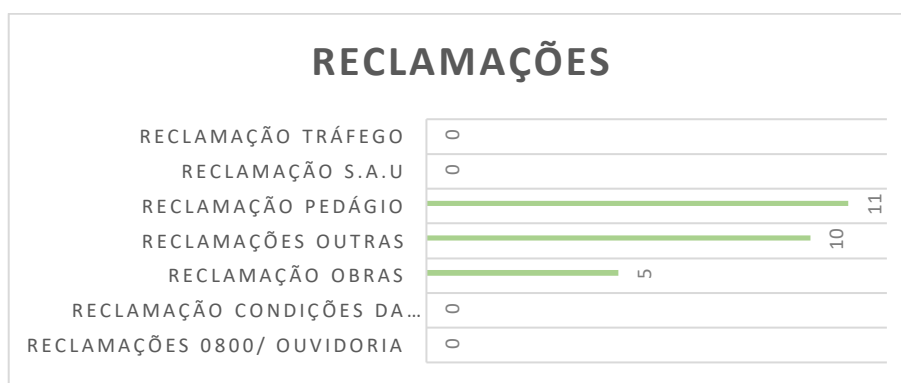 RECLAMAÇÕES
RECLAMAÇÃO TRÁFEGO 0
RECLAMAÇÃO S.A.U 0
RECLAMAÇÃO PEDÁGIO 11
RECLAMAÇÕES OUTRAS 10
RECLAMAÇÃO OBRAS 5
RECLAMAÇÃO CONDIÇÕES DA… 0
RECLAMAÇÕES 0800/ OUVIDORIA 0